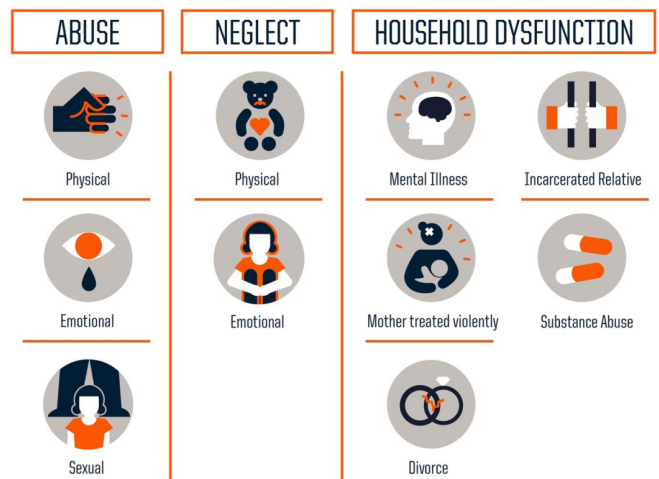 ABUSE
Physical
Emotional
Sexual
NEGLECT
Physical
Emotional
HOUSEHOLD DYSFUNCTION
Mental Illness
Incarcerated Relative
Mother treated violently
Substance Abuse
Divorce